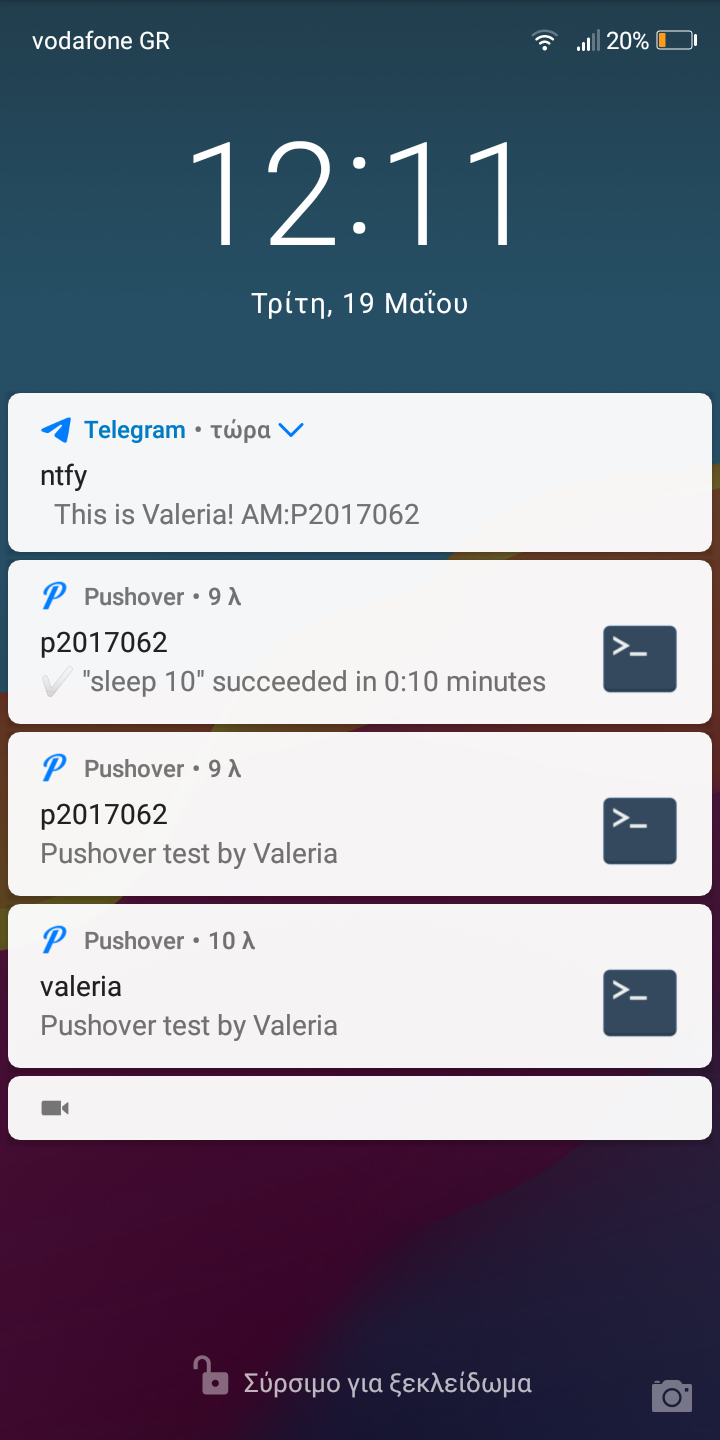 vodafone GR
20%
12:11
Τρίτη, 19 Μαΐου
Telegram • τώρα
ntfy
This is Valeria! AM:P2017062
Pushover • 9 λ
p2017062
"sleep 10" succeeded in 0:10 minutes
Pushover • 9 λ
p2017062
Pushover test by Valeria
Pushover • 10 λ
valeria
Pushover test by Valeria
Σύρσιμο για ξεκλείδωμα